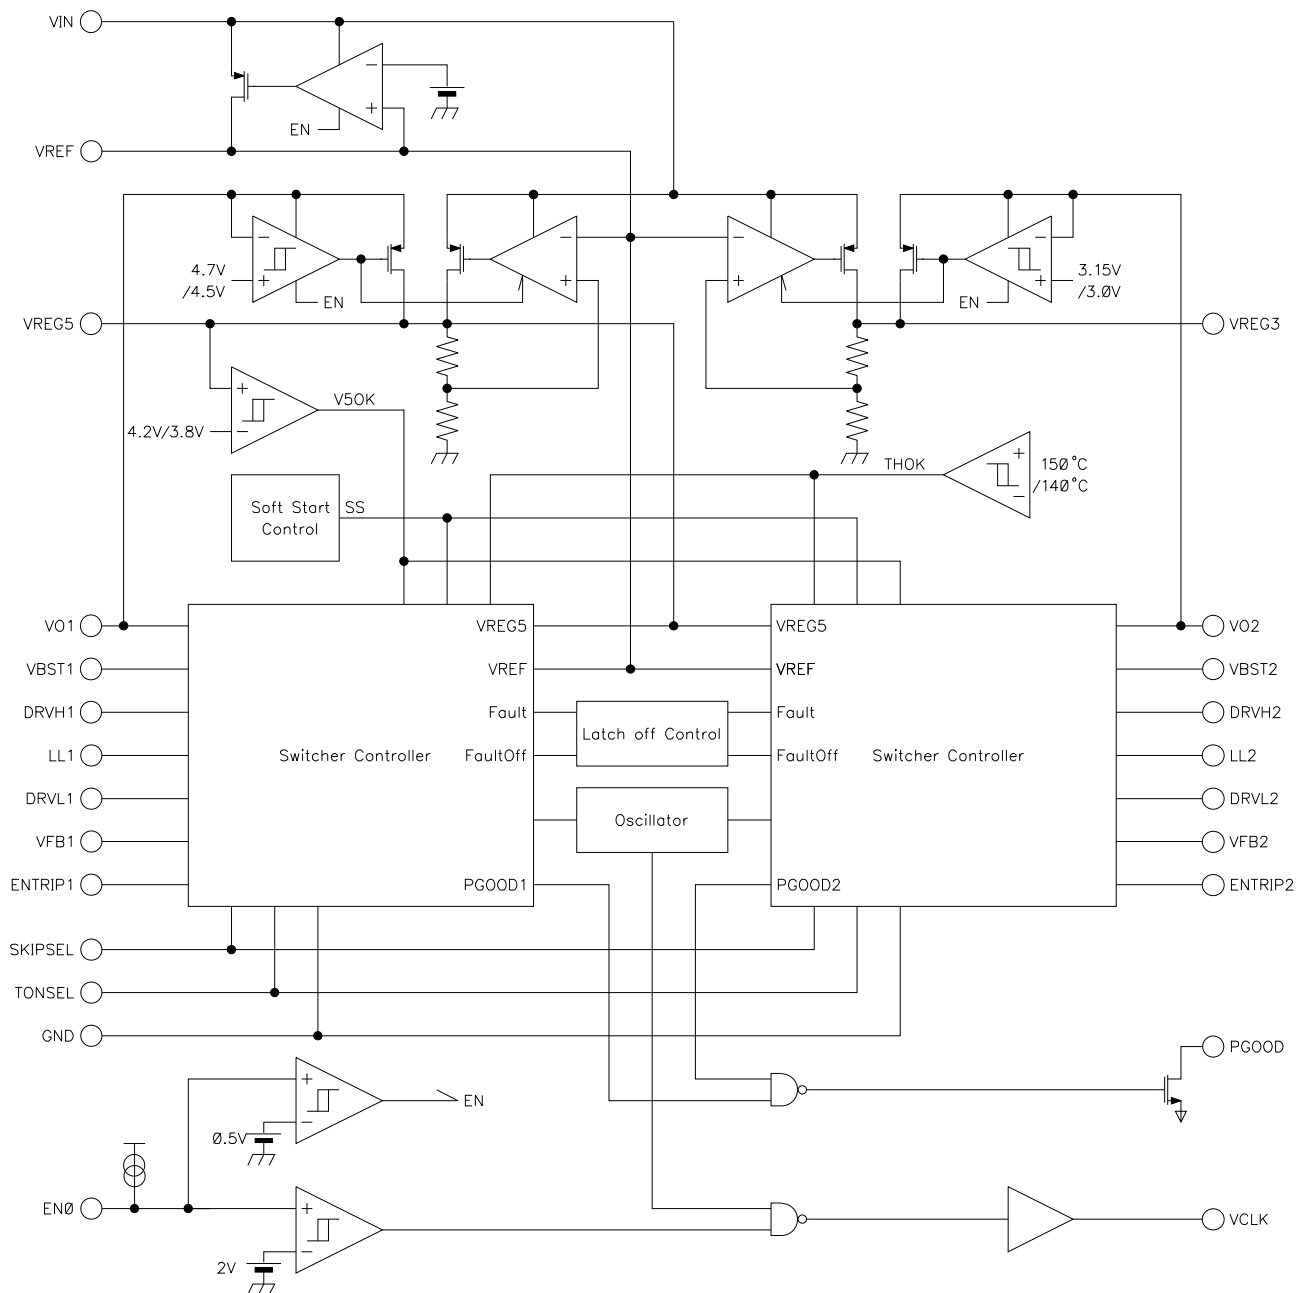 VIN
EN
VREF
4.7V
/4.5V
EN
EN
3.15V
/3.0V
VREG5
VREG3
V5OK
4.2V/3.8V
THOK
150°C
/140°C
Soft Start
Control
SS
VO1
VREG5
VREG5
VO2
VBST1
VREF
VREF
VBST2
DRVH1
Fault
Latch off Control
Fault
DRVH2
LL1
Switcher Controller
FaultOff
FaultOff
Switcher Controller
LL2
DRVL1
Oscillator
DRVL2
VFB1
VFB2
ENTRIP1
PGOOD1
PGOOD2
ENTRIP2
SKIPSEL
TONSEL
GND
PGOOD
+
−
EN
0.5V
EN0
+
−
2V
VCLK